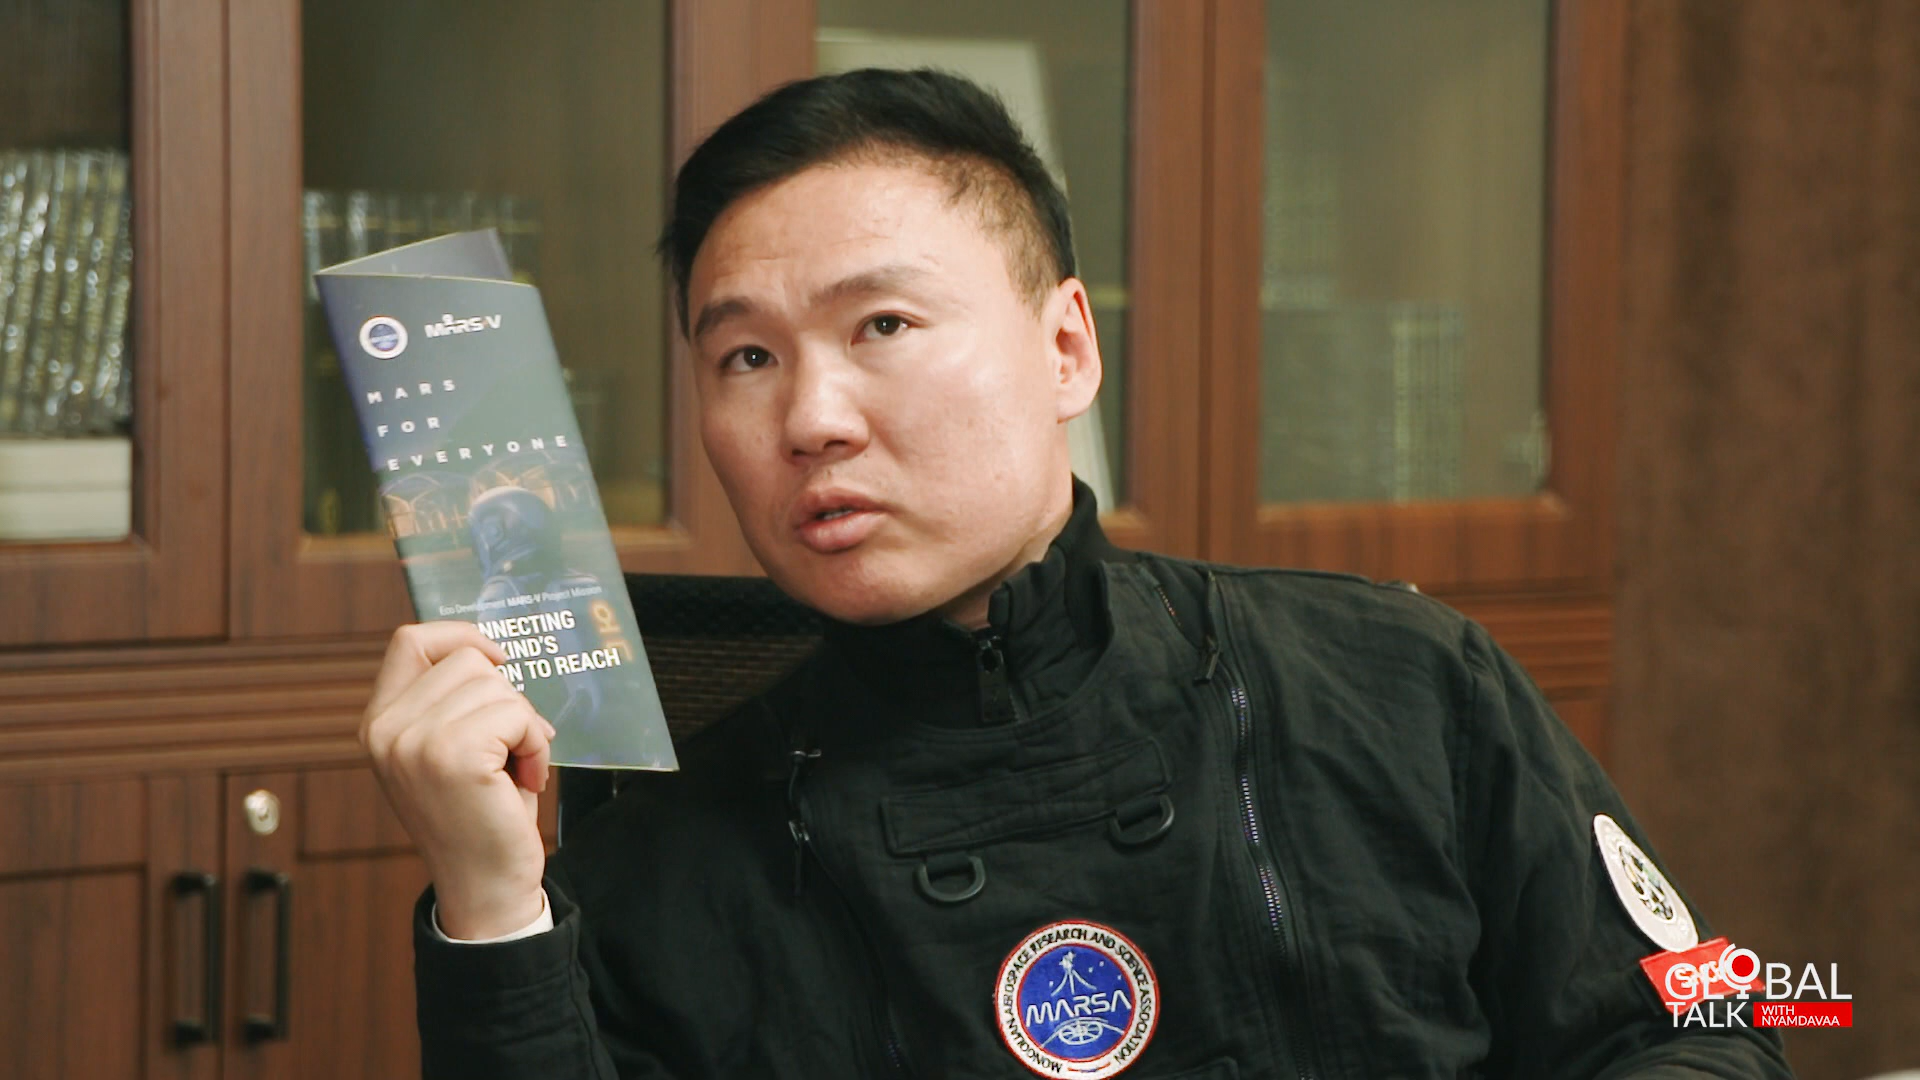 MARS-V
MARS
FOR
EVERYONE
Eco Development MARS-V Project Mission
NNECTING
KIND'S
ON TO REACH
"
MONGOLIAN AEROSPACE RESEARCH AND SCIENCE ASSOCIATION
MARSA
GLOBAL
TALK
WITH
NYAMDAVAA